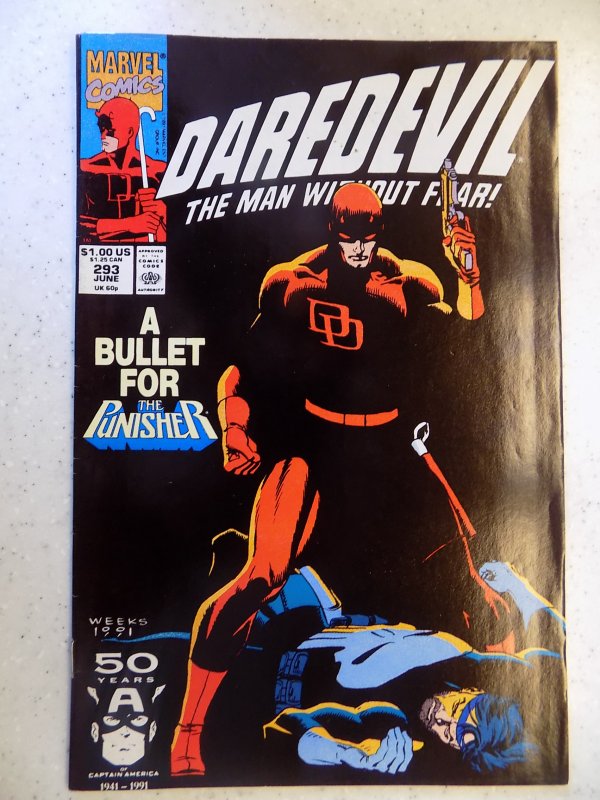 MARVEL
COMICS
DAREDEVIL
THE MAN WITHOUT FEAR!
$1.00 US
$1.25 CAN
293
JUNE
UK 60p
APPROVED
BY THE
COMICS
CODE
AUTHORITY
A
BULLET
FOR
THE
PUNISHER
DD
WEEKS
1991
50
YEARS
A
OF
CAPTAIN AMERICA
1941-1991